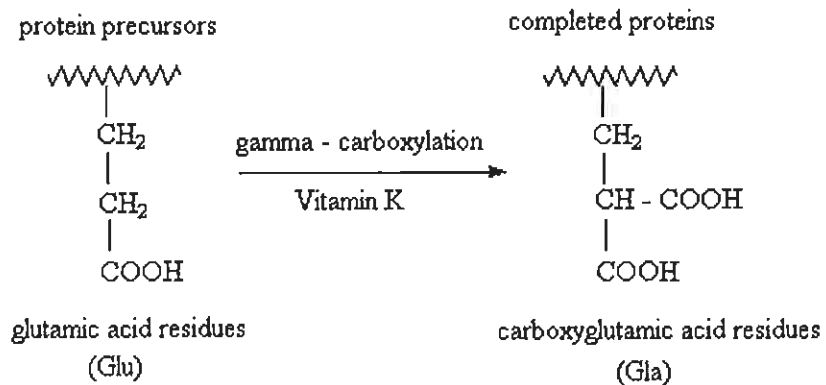 protein precursors
completed proteins
CH₂
CH₂
COOH
gamma - carboxylation
Vitamin K
CH₂
CH - COOH
COOH
glutamic acid residues
(Glu)
carboxyglutamic acid residues
(Gla)